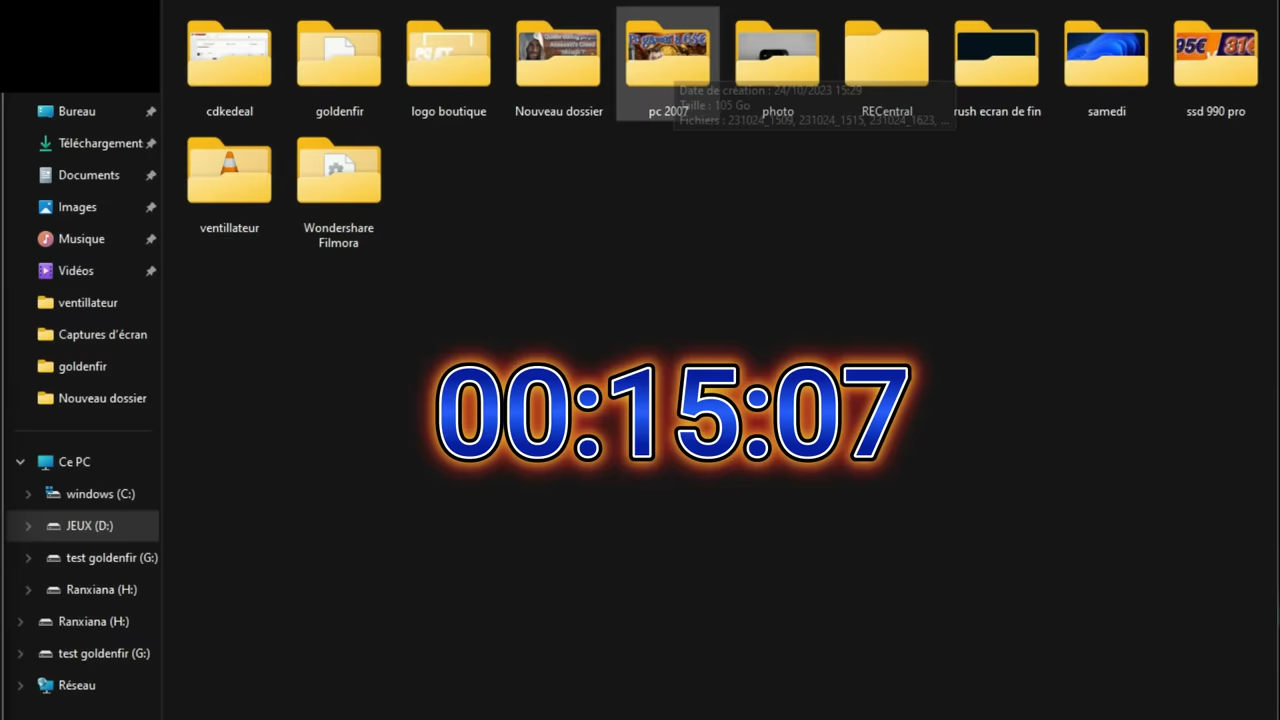 cdkedeal
goldenfir
logo boutique
Nouveau dossier
pc 2007
photo
RECentral
rush ecran de fin
samedi
ssd 990 pro
Date de création : 24/10/2023 15:29
Taille : 105 Go
Fichiers : 231024_1509, 231024_1515, 231024_1623, ...
ventillateur
Wondershare
Filmora
Bureau
Téléchargement
Documents
Images
Musique
Vidéos
ventillateur
Captures d'écran
goldenfir
Nouveau dossier
Ce PC
windows (C:)
JEUX (D:)
test goldenfir (G:)
Ranxiana (H:)
Ranxiana (H:)
test goldenfir (G:)
Réseau
00:15:07